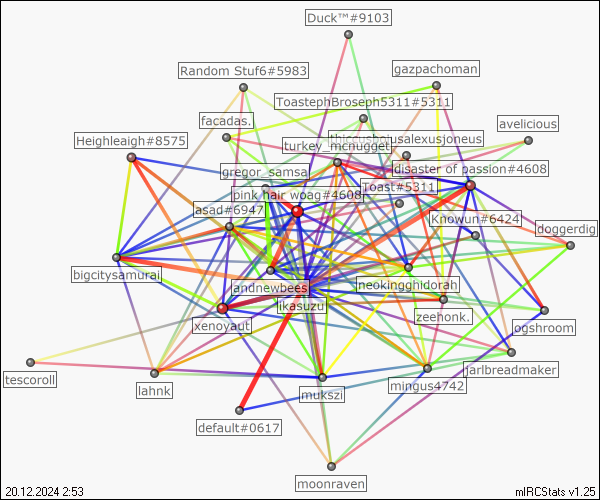 Duck™#9103
Random Stuf6#5983
gazpachoman
ToastephBroseph5311#5311
facadas.
avelicious
Heighleigh#8575
thiccusboiusalexusjoneus
turkey_mcnugget
disaster of passion#4608
gregor_samsa
Toast#5311
pink hair woag#4608
asad#6947
Knowun#6424
doggerdig
bigcitysamurai
andnewbees
neokingghidorah
ikasuzu
zeehonk.
xenoyaut
ogshroom
jarlbreadmaker
tescoroll
lahnk
mukszi
mingus4742
default#0617
moonraven
20.12.2024 2:53
mIRCStats v1.25